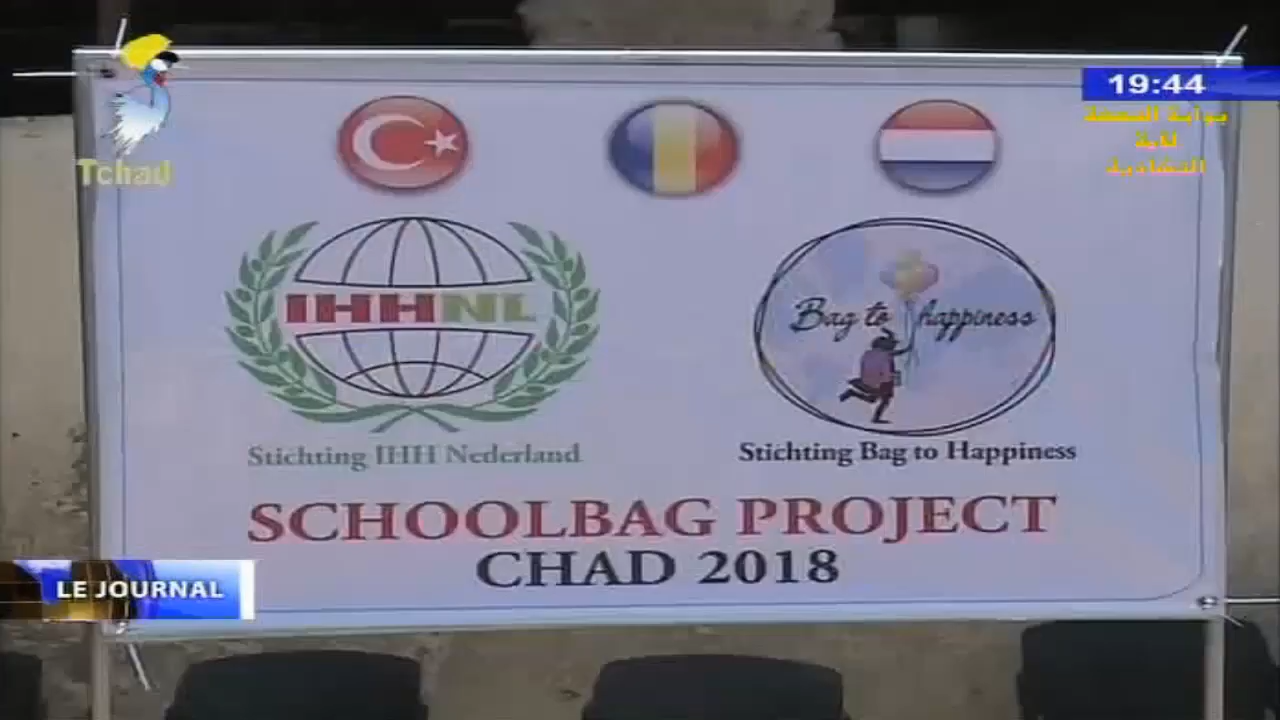 19:44
Tchad
IHHNL
Bag to happiness
Stichting IHH Nederland
Stichting Bag to Happiness
SCHOOLBAG PROJECT
CHAD 2018
LE JOURNAL